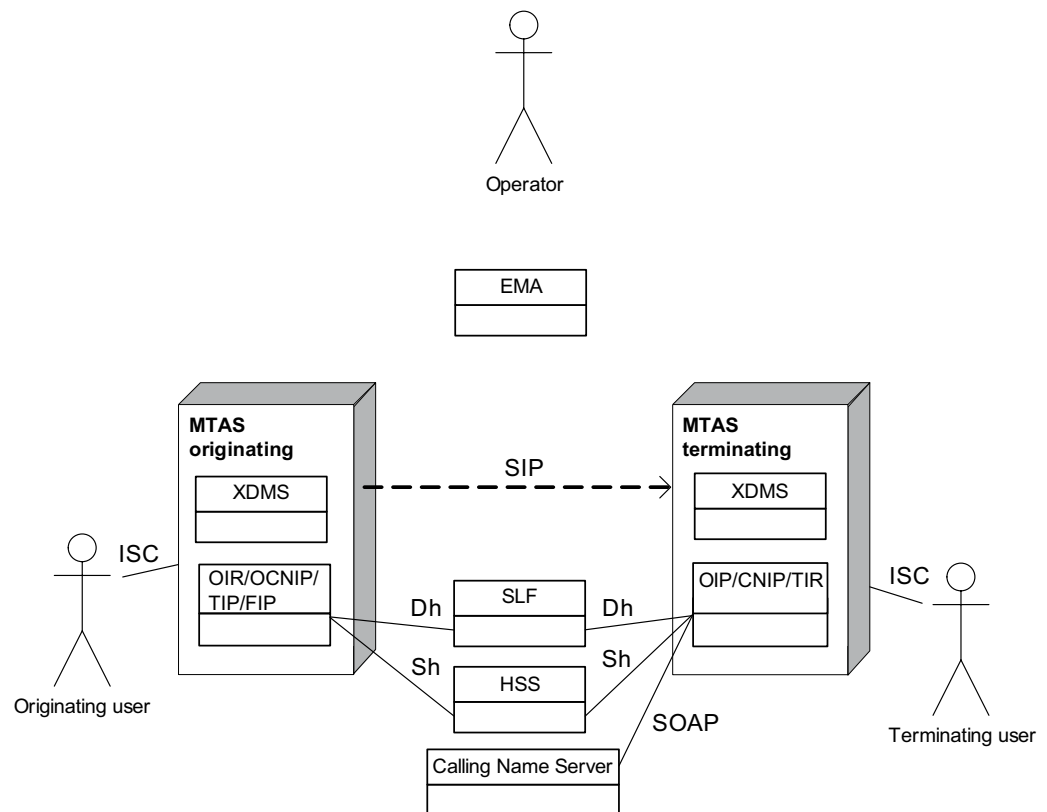 Operator
EMA
MTAS
originating
MTAS
terminating
SIP
XDMS
XDMS
ISC
OIR/OCNIP/
TIP/FIP
OIP/CNIP/TIR
ISC
Dh
SLF
Dh
Sh
HSS
Sh
Originating user
SOAP
Terminating user
Calling Name Server